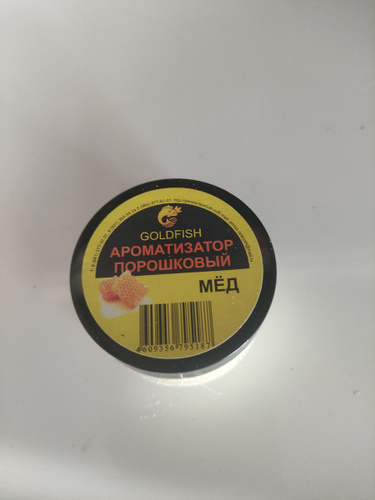 GOLDFISH
АРОМАТИЗАТОР
ПОРОШКОВЫЙ
МЁД
4609356795187